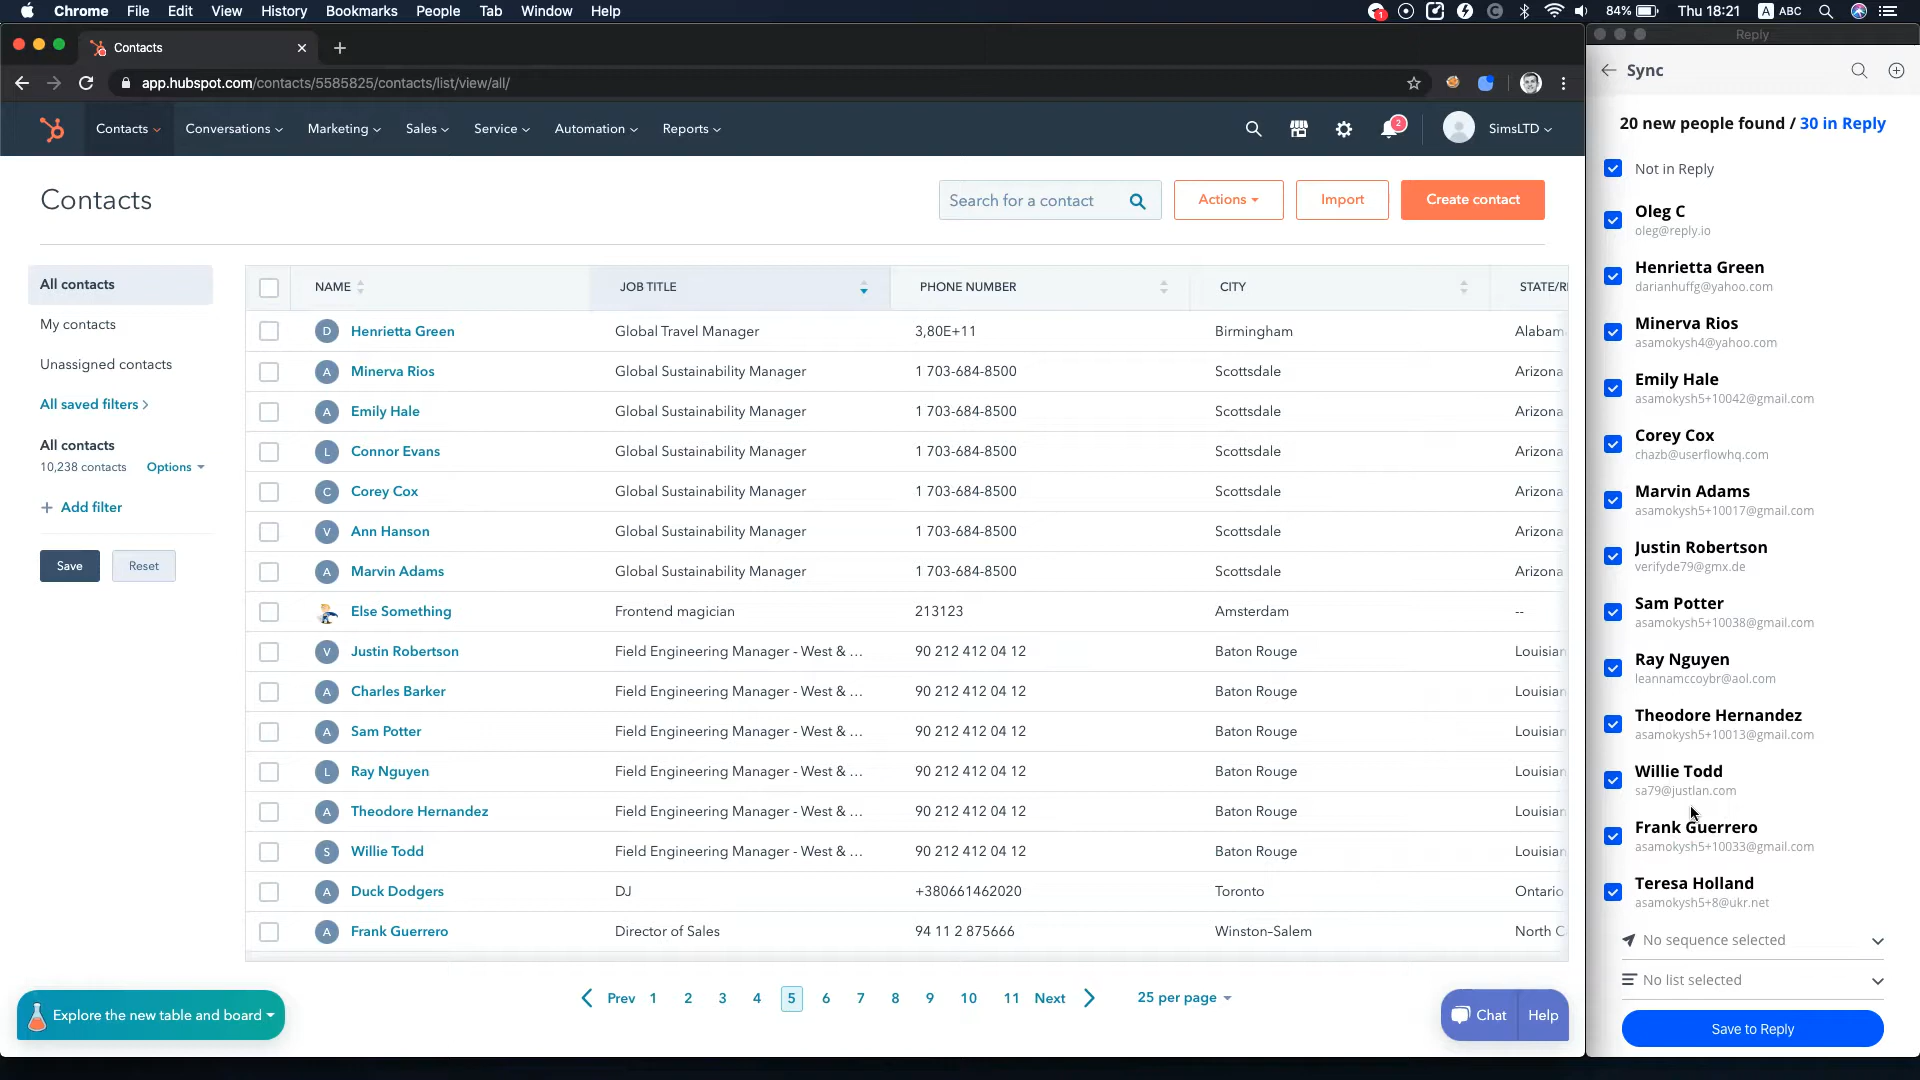 Chrome File Edit View History Bookmarks People Tab Window Help
1
84% Thu 18:21 A ABC
Contacts
Reply
app.hubspot.com/contacts/5585825/contacts/list/view/all/
Contacts Conversations Marketing Sales Service Automation Reports
2
SimsLTD
Contacts
Search for a contact
Actions
Import
Create contact
All contacts
My contacts
Unassigned contacts
All saved filters
All contacts
10,238 contacts Options
+ Add filter
Save
Reset
NAME JOB TITLE PHONE NUMBER CITY STATE/RI
D Henrietta Green Global Travel Manager 3,80E+11 Birmingham Alabam
A Minerva Rios Global Sustainability Manager 1 703-684-8500 Scottsdale Arizona
A Emily Hale Global Sustainability Manager 1 703-684-8500 Scottsdale Arizona
L Connor Evans Global Sustainability Manager 1 703-684-8500 Scottsdale Arizona
C Corey Cox Global Sustainability Manager 1 703-684-8500 Scottsdale Arizona
V Ann Hanson Global Sustainability Manager 1 703-684-8500 Scottsdale Arizona
A Marvin Adams Global Sustainability Manager 1 703-684-8500 Scottsdale Arizona
Else Something Frontend magician 213123 Amsterdam --
V Justin Robertson Field Engineering Manager - West & ... 90 212 412 04 12 Baton Rouge Louisian
A Charles Barker Field Engineering Manager - West & ... 90 212 412 04 12 Baton Rouge Louisian
A Sam Potter Field Engineering Manager - West & ... 90 212 412 04 12 Baton Rouge Louisian
L Ray Nguyen Field Engineering Manager - West & ... 90 212 412 04 12 Baton Rouge Louisian
A Theodore Hernandez Field Engineering Manager - West & ... 90 212 412 04 12 Baton Rouge Louisian
S Willie Todd Field Engineering Manager - West & ... 90 212 412 04 12 Baton Rouge Louisian
A Duck Dodgers DJ +380661462020 Toronto Ontario
A Frank Guerrero Director of Sales 94 11 2 875666 Winston–Salem North C
Prev 1 2 3 4 5 6 7 8 9 10 11 Next
25 per page
Explore the new table and board
Chat
Help
Sync
20 new people found / 30 in Reply
Not in Reply
Oleg C
oleg@reply.io
Henrietta Green
darianhuffg@yahoo.com
Minerva Rios
asamokysh4@yahoo.com
Emily Hale
asamokysh5+10042@gmail.com
Corey Cox
chazb@userflowhq.com
Marvin Adams
asamokysh5+10017@gmail.com
Justin Robertson
verifyde79@gmx.de
Sam Potter
asamokysh5+10038@gmail.com
Ray Nguyen
leannamccoybr@aol.com
Theodore Hernandez
asamokysh5+10013@gmail.com
Willie Todd
sa79@justlan.com
Frank Guerrero
asamokysh5+10033@gmail.com
Teresa Holland
asamokysh5+8@ukr.net
No sequence selected
No list selected
Save to Reply